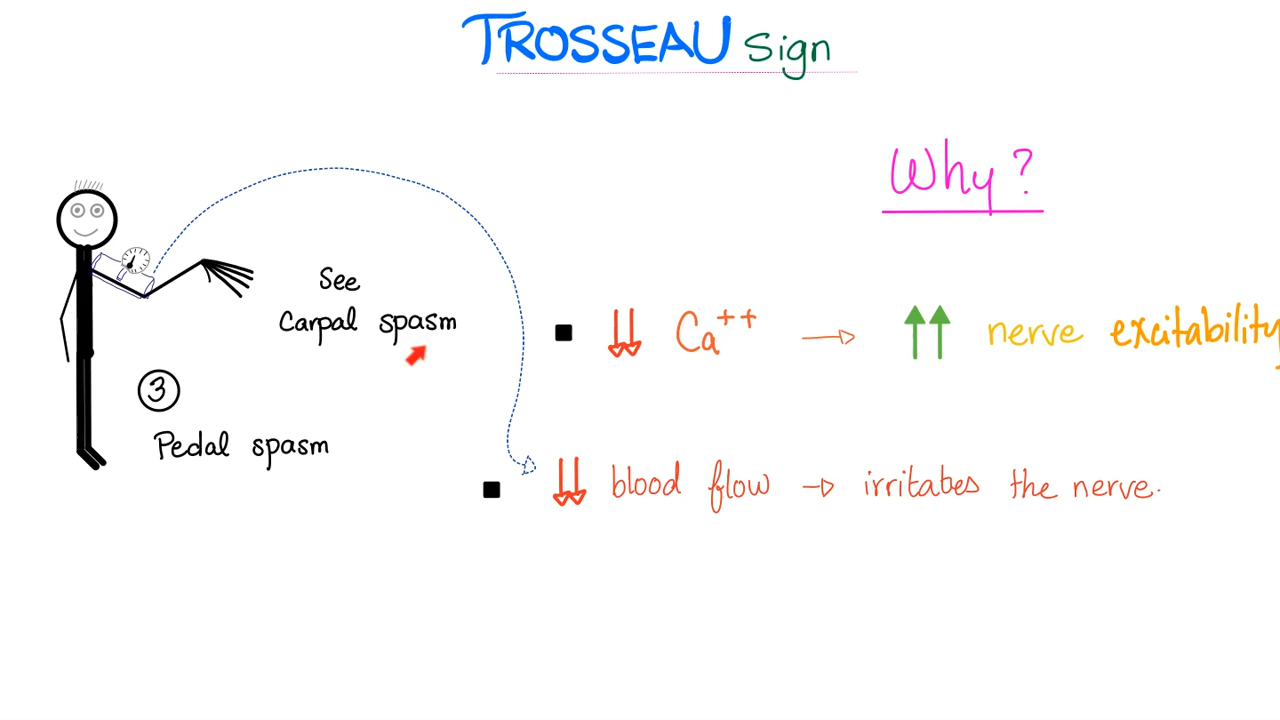 TROSSEAU Sign
Why?
See
Carpal spasm
↓↓ Ca++ → ↑↑ nerve excitability
3
Pedal spasm
↓↓ blood flow → irritates the nerve.